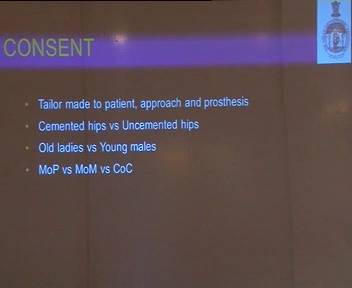 CONSENT
Tailor made to patient, approach and prosthesis
Cemented hips vs Uncemented hips
Old ladies vs Young males
MoP vs MoM vs CoC